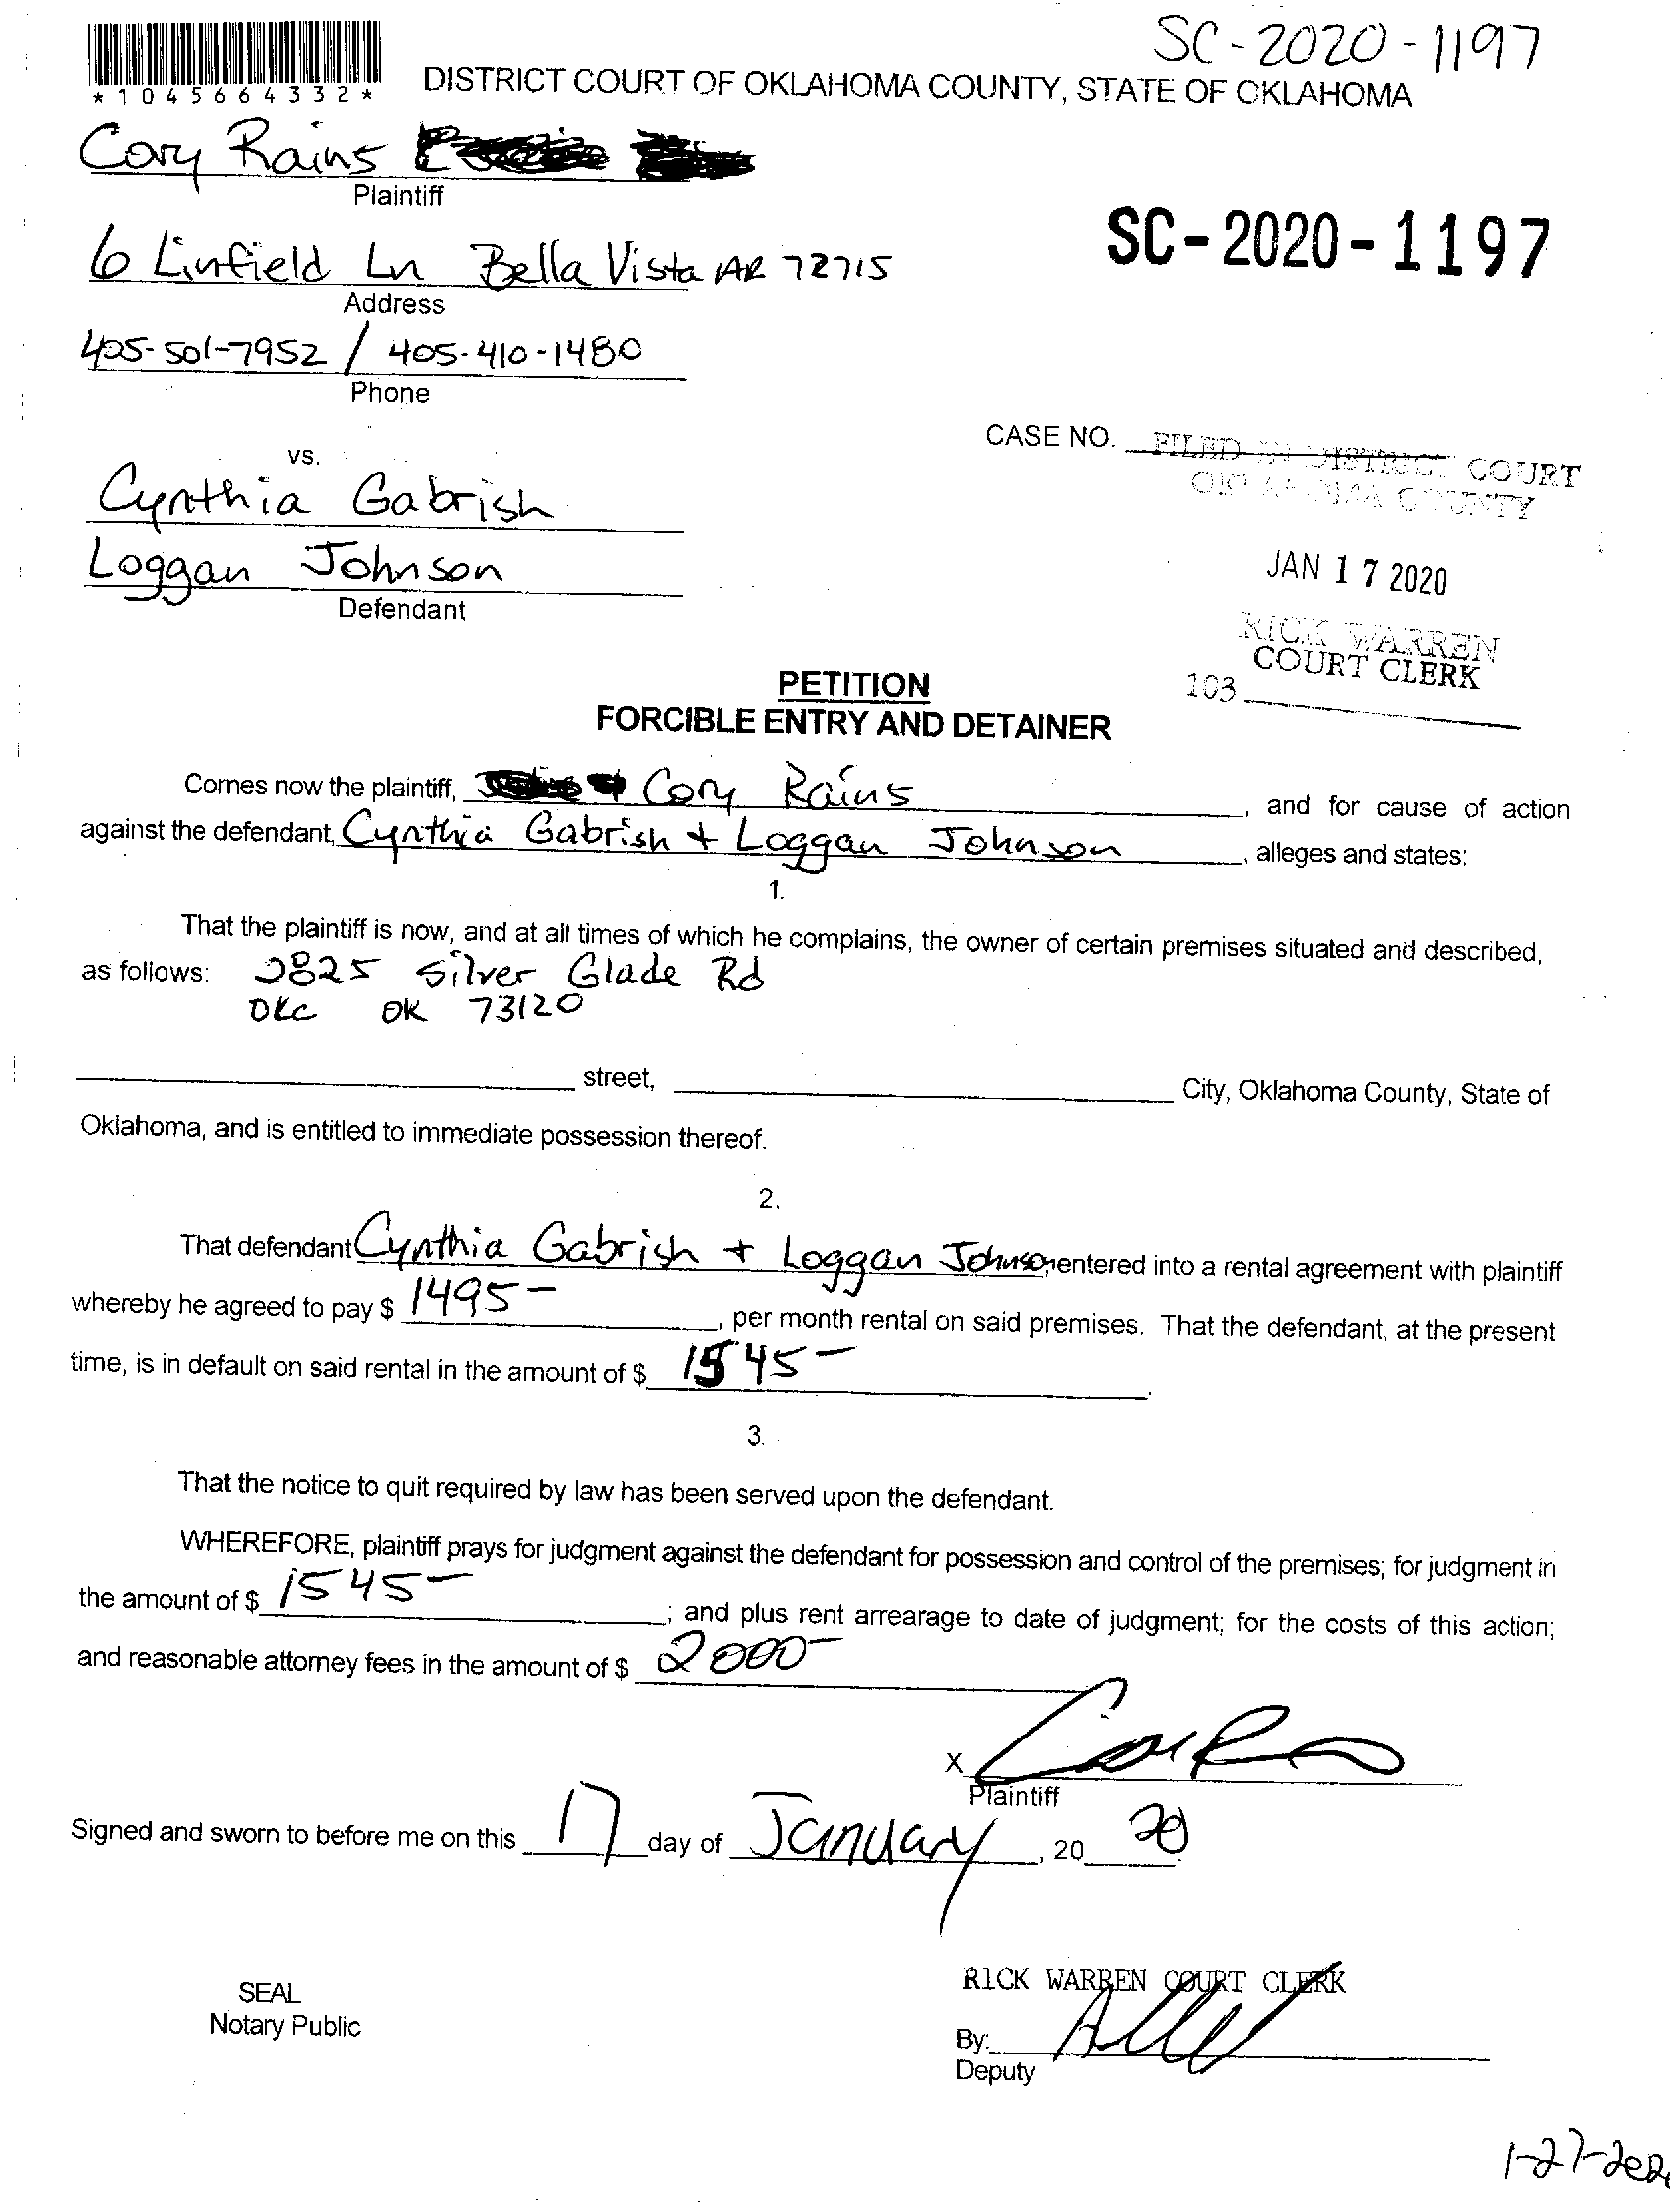 SC-2020-1197
*1045664332*
DISTRICT COURT OF OKLAHOMA COUNTY, STATE OF OKLAHOMA
Cory Rains
Plaintiff
SC-2020-1197
6 Linfield Ln Bella Vista AR 72715
Address
405-501-7952 / 405-410-1480
Phone
CASE NO.
FILED IN DISTRICT COURT
OKLAHOMA COUNTY
vs.
Cynthia Gabrish
Loggan Johnson
Defendant
JAN 17 2020
RICK WARREN
COURT CLERK
103
PETITION
FORCIBLE ENTRY AND DETAINER
Comes now the plaintiff, Cory Rains, and for cause of action
against the defendant, Cynthia Gabrish + Loggan Johnson, alleges and states:
1.
That the plaintiff is now, and at all times of which he complains, the owner of certain premises situated and described,
as follows: 2825 Silver Glade Rd
OKC OK 73120
street, City, Oklahoma County, State of
Oklahoma, and is entitled to immediate possession thereof.
2.
That defendant Cynthia Gabrish + Loggan Johnson entered into a rental agreement with plaintiff
whereby he agreed to pay $ 1495-, per month rental on said premises. That the defendant, at the present
time, is in default on said rental in the amount of $ 1545-.
3.
That the notice to quit required by law has been served upon the defendant.
WHEREFORE, plaintiff prays for judgment against the defendant for possession and control of the premises; for judgment in
the amount of $ 1545-; and plus rent arrearage to date of judgment; for the costs of this action;
and reasonable attorney fees in the amount of $ 2000-
X
Plaintiff
Signed and sworn to before me on this 17 day of January, 20 20
RICK WARREN COURT CLERK
SEAL
Notary Public
By:
Deputy